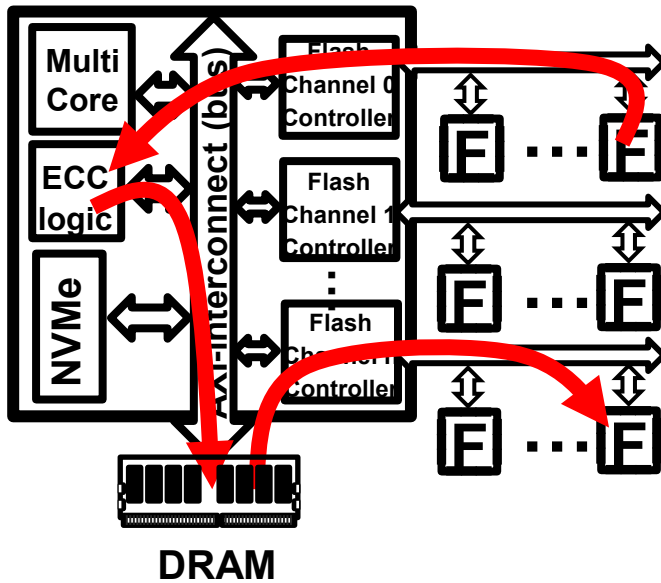 Multi
Core
ECC
logic
NVMe
AXI-Interconnect (bus)
Flash
Channel 0
Controller
Flash
Channel 1
Controller
Flash
Controller
F
F
F
F
F
F
DRAM